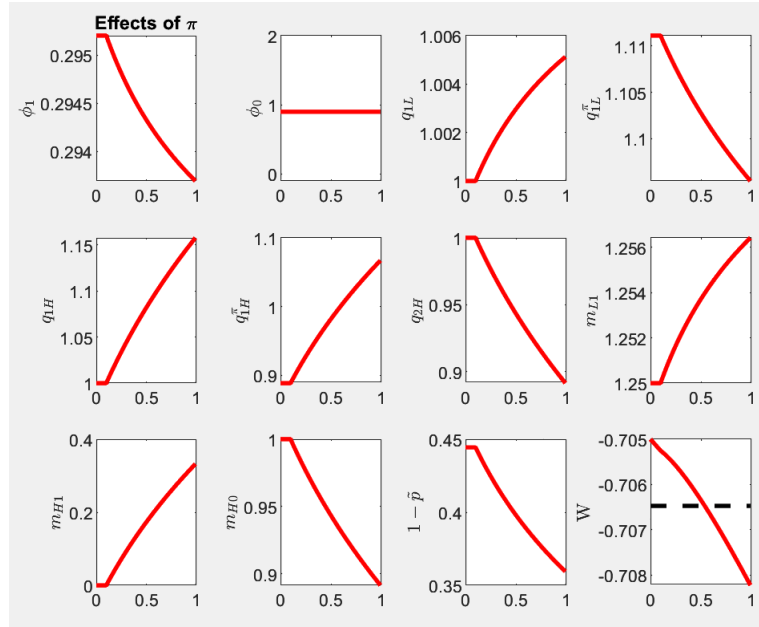 Effects of π
0.295
0.2945
0.294
0 0.5 1
ϕ₁
2
1
0
0 0.5 1
ϕ₀
1.006
1.004
1.002
1
0 0.5 1
q₁L
1.11
1.105
1.1
0 0.5 1
q₁L^π
1.15
1.1
1.05
1
0 0.5 1
q₁H
1.1
1
0.9
0 0.5 1
q₁H^π
1
0.95
0.9
0 0.5 1
q₂H
1.256
1.254
1.252
1.25
0 0.5 1
m_L1
0.4
0.2
0
0 0.5 1
m_H1
1
0.95
0.9
0 0.5 1
m_H0
0.45
0.4
0.35
0 0.5 1
1 − p̃
-0.705
-0.706
-0.707
-0.708
0 0.5 1
W